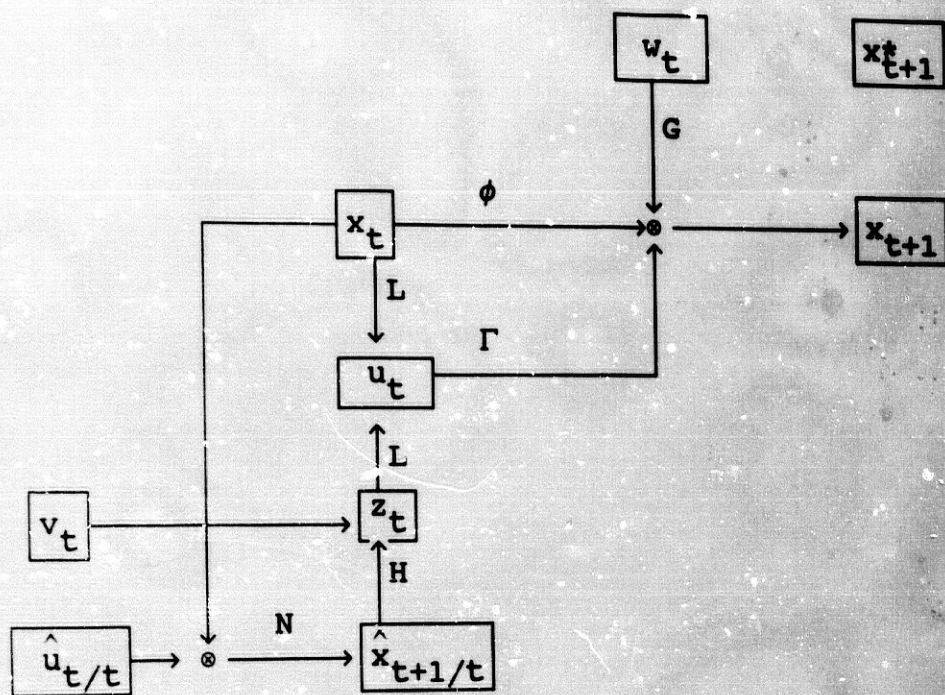 w_t
x*_{t+1}
G
ϕ
x_t
x_{t+1}
L
Γ
u_t
L
z_t
v_t
H
N
û_{t/t}
x̂_{t+1/t}